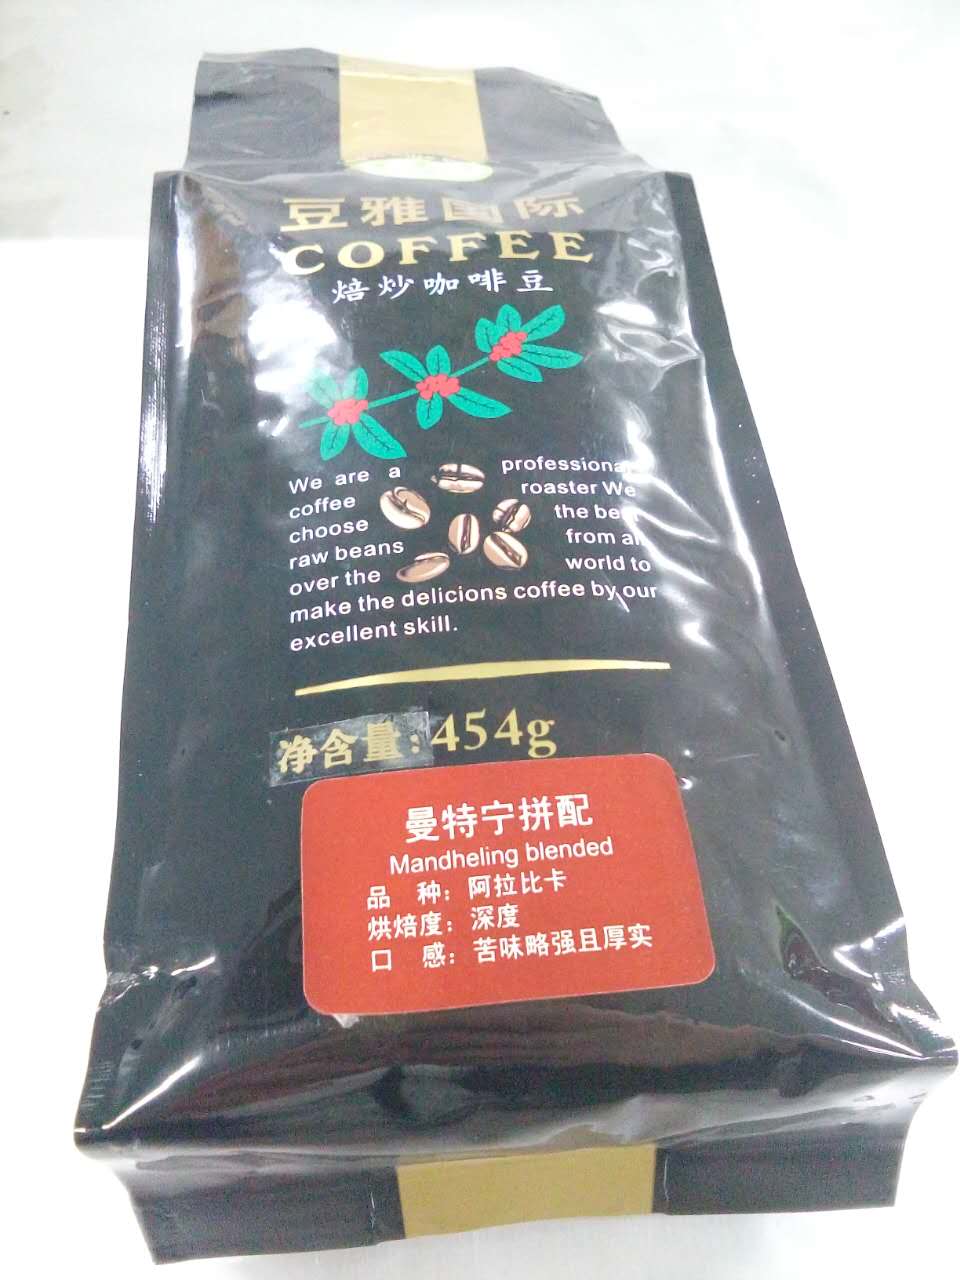 豆雅国际
COFFEE
焙炒咖啡豆
We are a professional
coffee roaster We
choose the best
raw beans from all
over the world to
make the delicions coffee by our
excellent skill.
净含量:454g
曼特宁拼配
Mandheling blended
品 种：阿拉比卡
烘焙度：深度
口 感：苦味略强且厚实